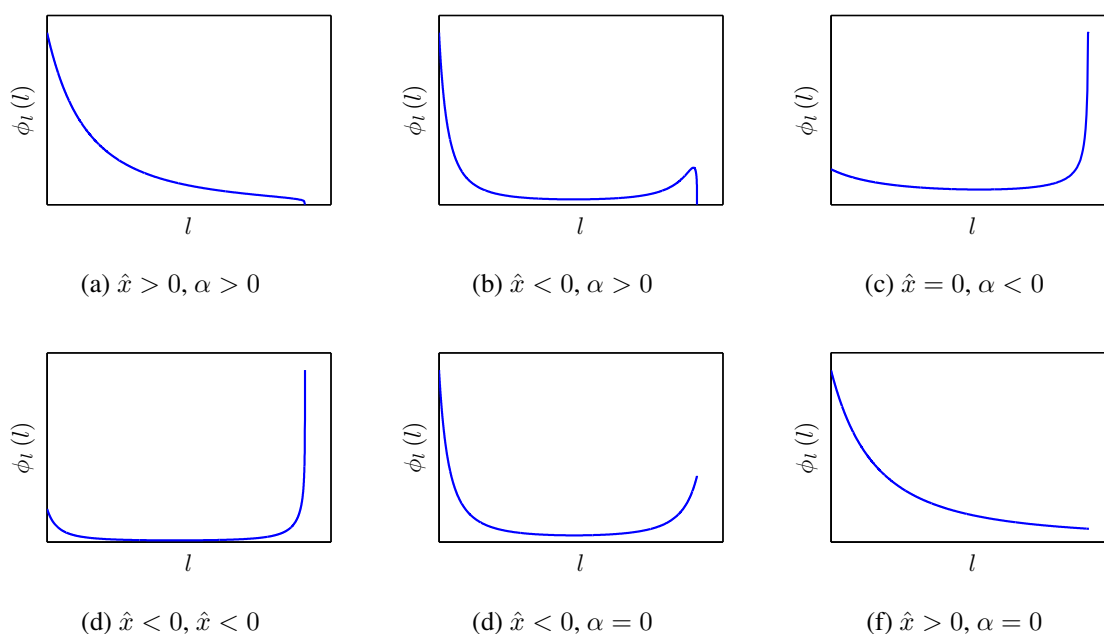 ϕl(l)
l
(a) x̂ > 0, α > 0
ϕl(l)
l
(b) x̂ < 0, α > 0
ϕl(l)
l
(c) x̂ = 0, α < 0
ϕl(l)
l
(d) x̂ < 0, x̂ < 0
ϕl(l)
l
(d) x̂ < 0, α = 0
ϕl(l)
l
(f) x̂ > 0, α = 0